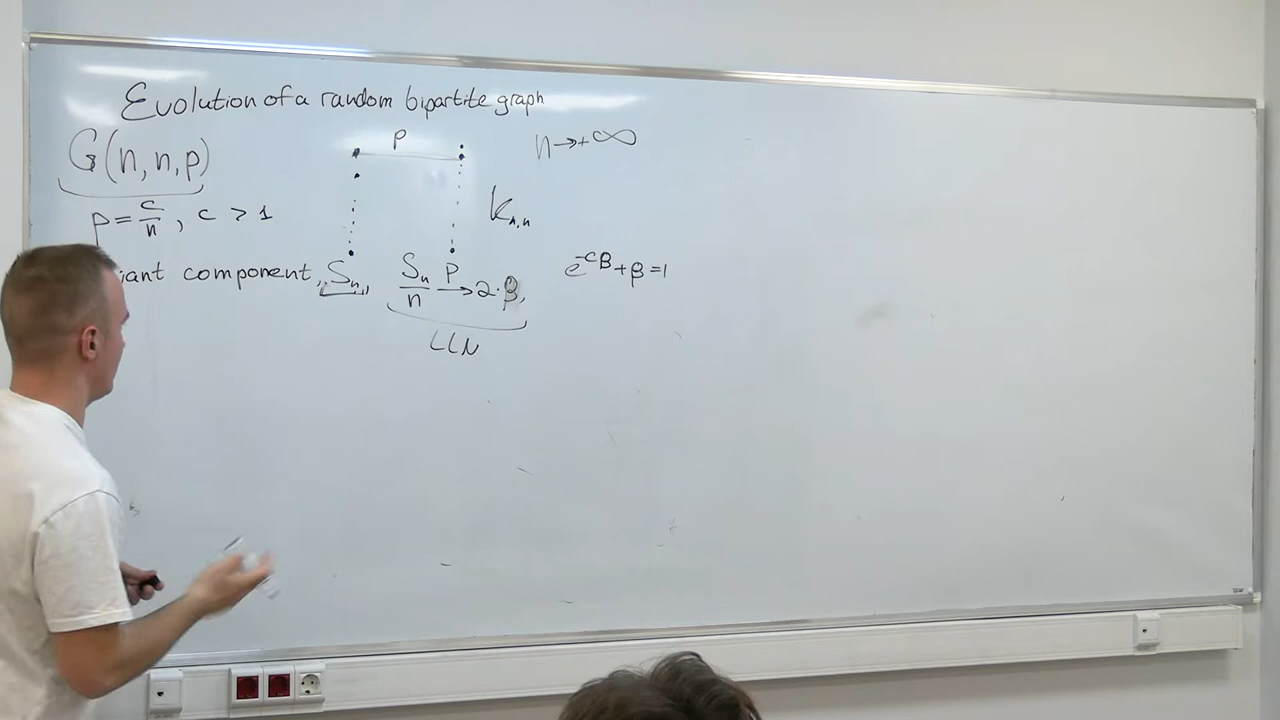 Evolution of a random bipartite graph
G(n,n,p)
p
n→+∞
p = c/n, c > 1
K_{n,n}
iant component, S_n, S_n/n →^P 2·β,
e^{-cβ}+β=1
LLN